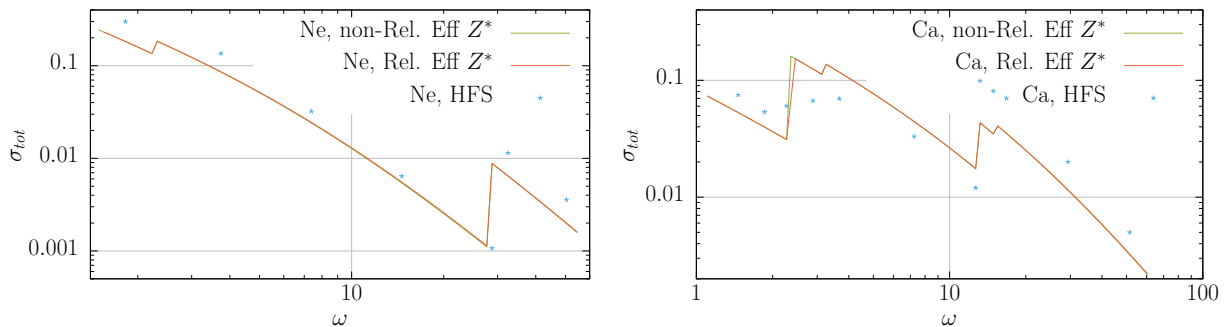 Ne, non-Rel. Eff Z*
Ne, Rel. Eff Z*
Ne, HFS
0.1
0.01
0.001
σtot
10
ω
Ca, non-Rel. Eff Z*
Ca, Rel. Eff Z*
Ca, HFS
0.1
0.01
σtot
1
10
100
ω